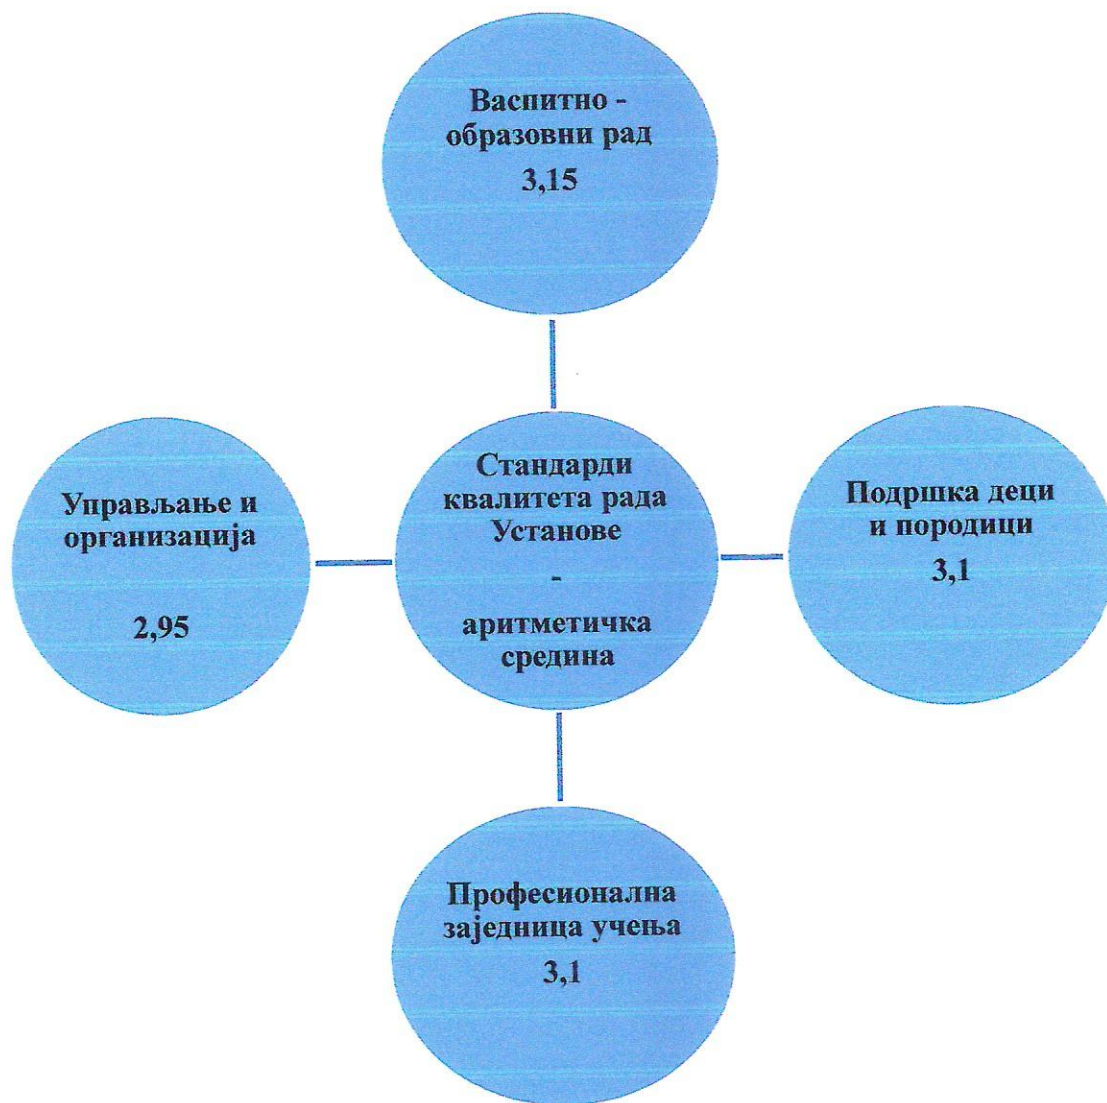 Васпитно -
образовни рад
3,15
Управљање и
организација
2,95
Стандарди
квалитета рада
Установе
-
аритметичка
средина
Подршка деци
и породици
3,1
Професионална
заједница учења
3,1